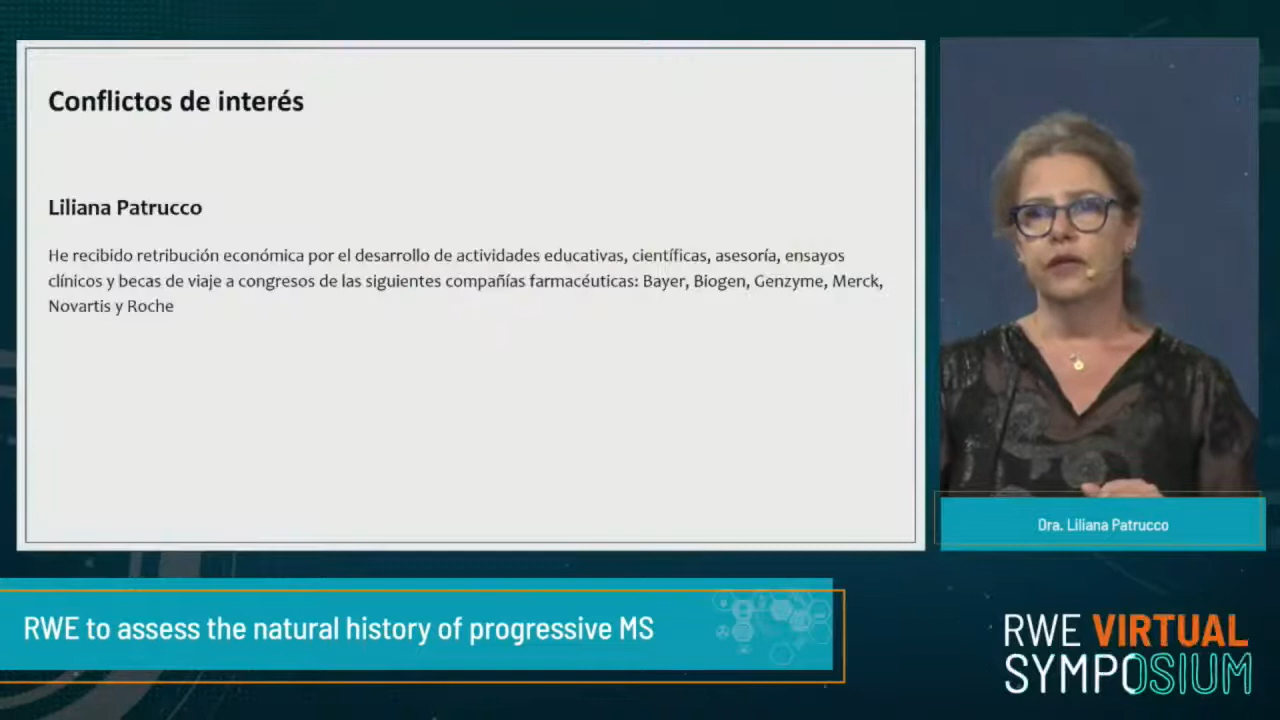 Conflictos de interés
Liliana Patrucco
He recibido retribución económica por el desarrollo de actividades educativas, científicas, asesoría, ensayos
clínicos y becas de viaje a congresos de las siguientes compañías farmacéuticas: Bayer, Biogen, Genzyme, Merck,
Novartis y Roche
Dra. Liliana Patrucco
RWE to assess the natural history of progressive MS
RWE VIRTUAL
SYMPOSIUM